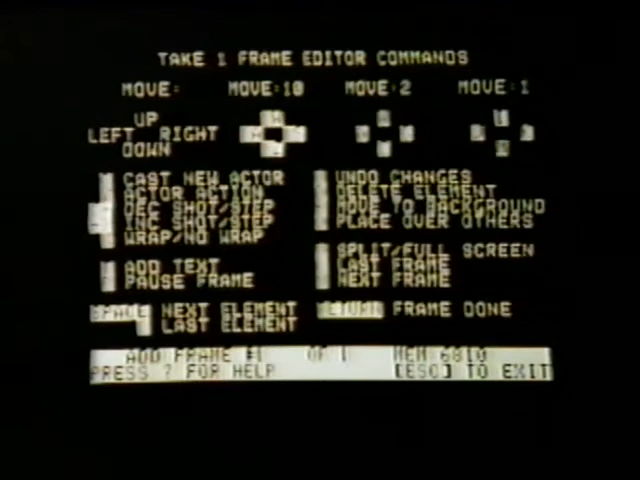 TAKE 1 FRAME EDITOR COMMANDS
MOVE: MOVE:10 MOVE:2 MOVE:1
UP
LEFT RIGHT
DOWN
CAST NEW ACTOR
ACTOR ACTION
DEC SHOT/STEP
INC SHOT/STEP
WRAP/NO WRAP
ADD TEXT
PAUSE FRAME
UNDO CHANGES
DELETE ELEMENT
MOVE TO BACKGROUND
PLACE OVER OTHERS
SPLIT/FULL SCREEN
LAST FRAME
NEXT FRAME
SPACE NEXT ELEMENT
LAST ELEMENT
RETURN FRAME DONE
ADD FRAME #1 OF 1 MEM 6810
PRESS ? FOR HELP [ESC] TO EXIT